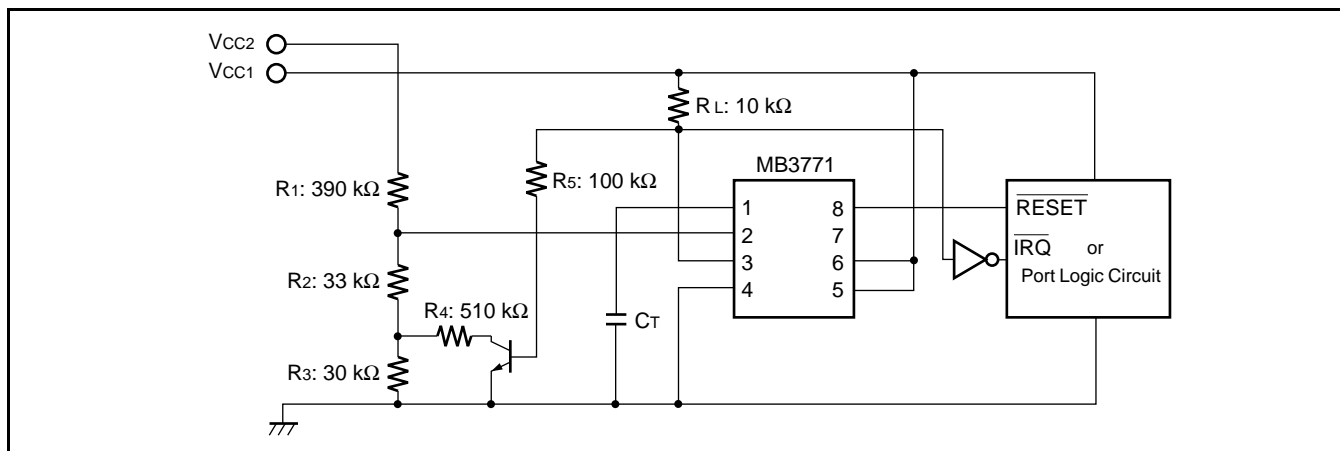 VCC2
VCC1
RL: 10 kΩ
MB3771
R1: 390 kΩ
R5: 100 kΩ
1 8 RESET
2 7
3 6 IRQ or
4 5 Port Logic Circuit
R2: 33 kΩ
R4: 510 kΩ
CT
R3: 30 kΩ